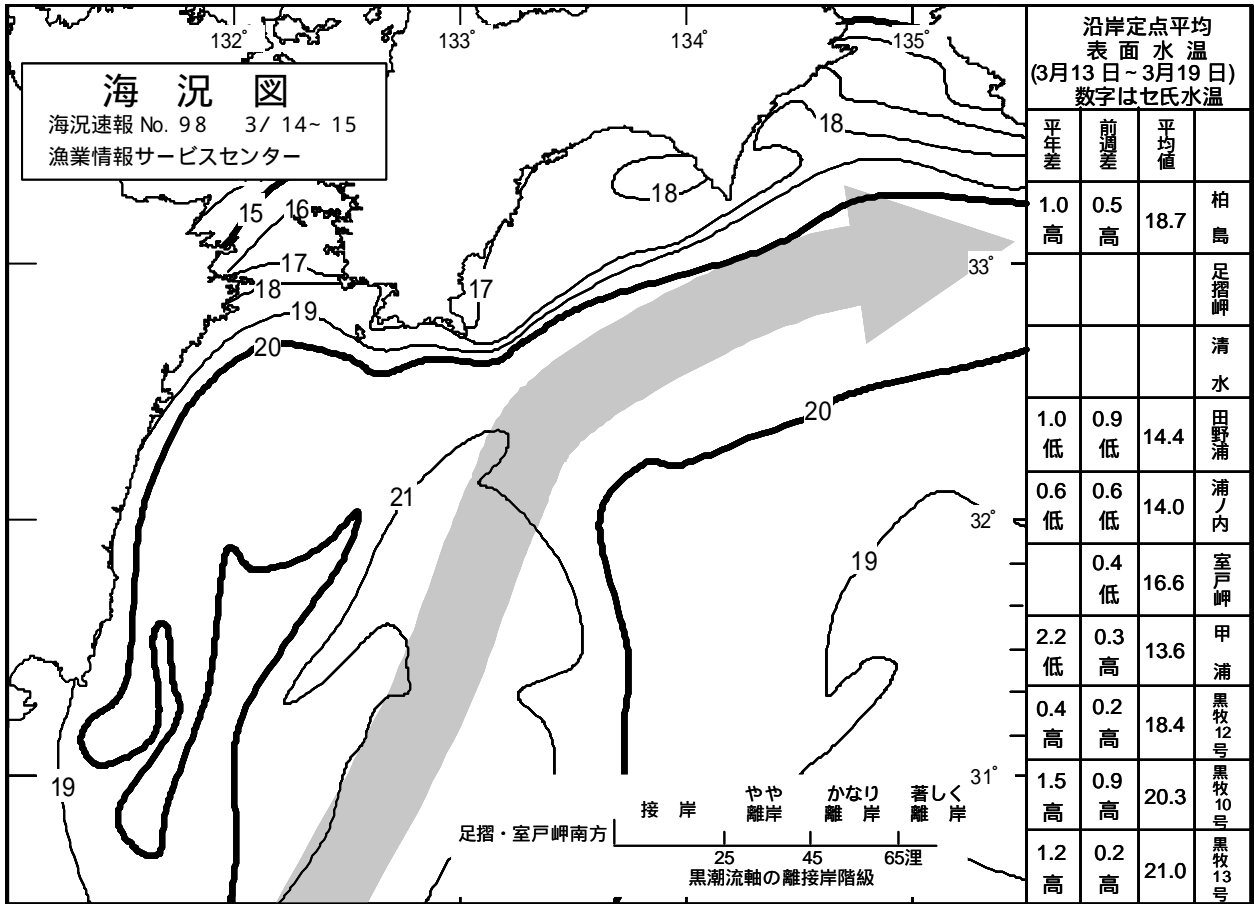 132°
133°
134°
135°
海 況 図
海況速報 No. 98 3/ 14~ 15
漁業情報サービスセンター
18
18
15
16
17
17
18
19
20
33°
20
21
32°
19
19
31°
接 岸
やや
離岸
かなり
離 岸
著しく
離 岸
足摺・室戸岬南方
25
45
65浬
黒潮流軸の離接岸階級
沿岸定点平均
表 面 水 温
(3月13 日~3月19 日)
数字はセ氏水温
平年差 前週差 平均値
1.0 高 0.5 高 18.7 柏島
足摺岬
清水
1.0 低 0.9 低 14.4 田野浦
0.6 低 0.6 低 14.0 浦ノ内
0.4 低 16.6 室戸岬
2.2 低 0.3 高 13.6 甲浦
0.4 高 0.2 高 18.4 黒牧12号
1.5 高 0.9 高 20.3 黒牧10号
1.2 高 0.2 高 21.0 黒牧13号